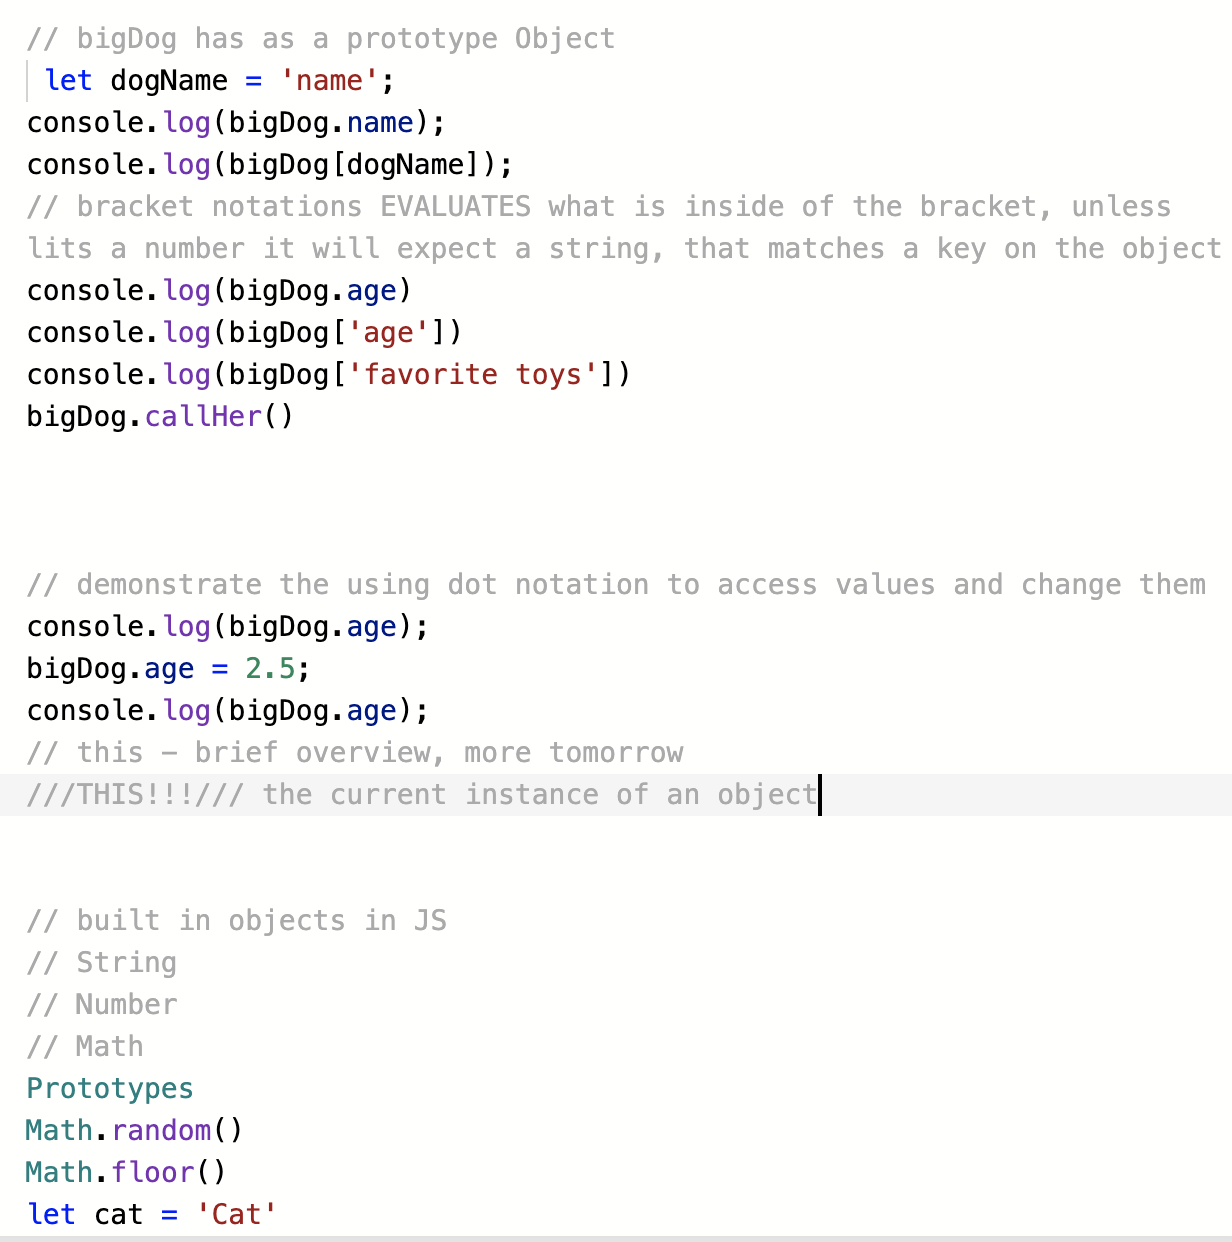 // bigDog has as a prototype Object
let dogName = 'name';
console.log(bigDog.name);
console.log(bigDog[dogName]);
// bracket notations EVALUATES what is inside of the bracket, unless
lits a number it will expect a string, that matches a key on the object
console.log(bigDog.age)
console.log(bigDog['age'])
console.log(bigDog['favorite toys'])
bigDog.callHer()
// demonstrate the using dot notation to access values and change them
console.log(bigDog.age);
bigDog.age = 2.5;
console.log(bigDog.age);
// this – brief overview, more tomorrow
///THIS!!!/// the current instance of an object
// built in objects in JS
// String
// Number
// Math
Prototypes
Math.random()
Math.floor()
let cat = 'Cat'